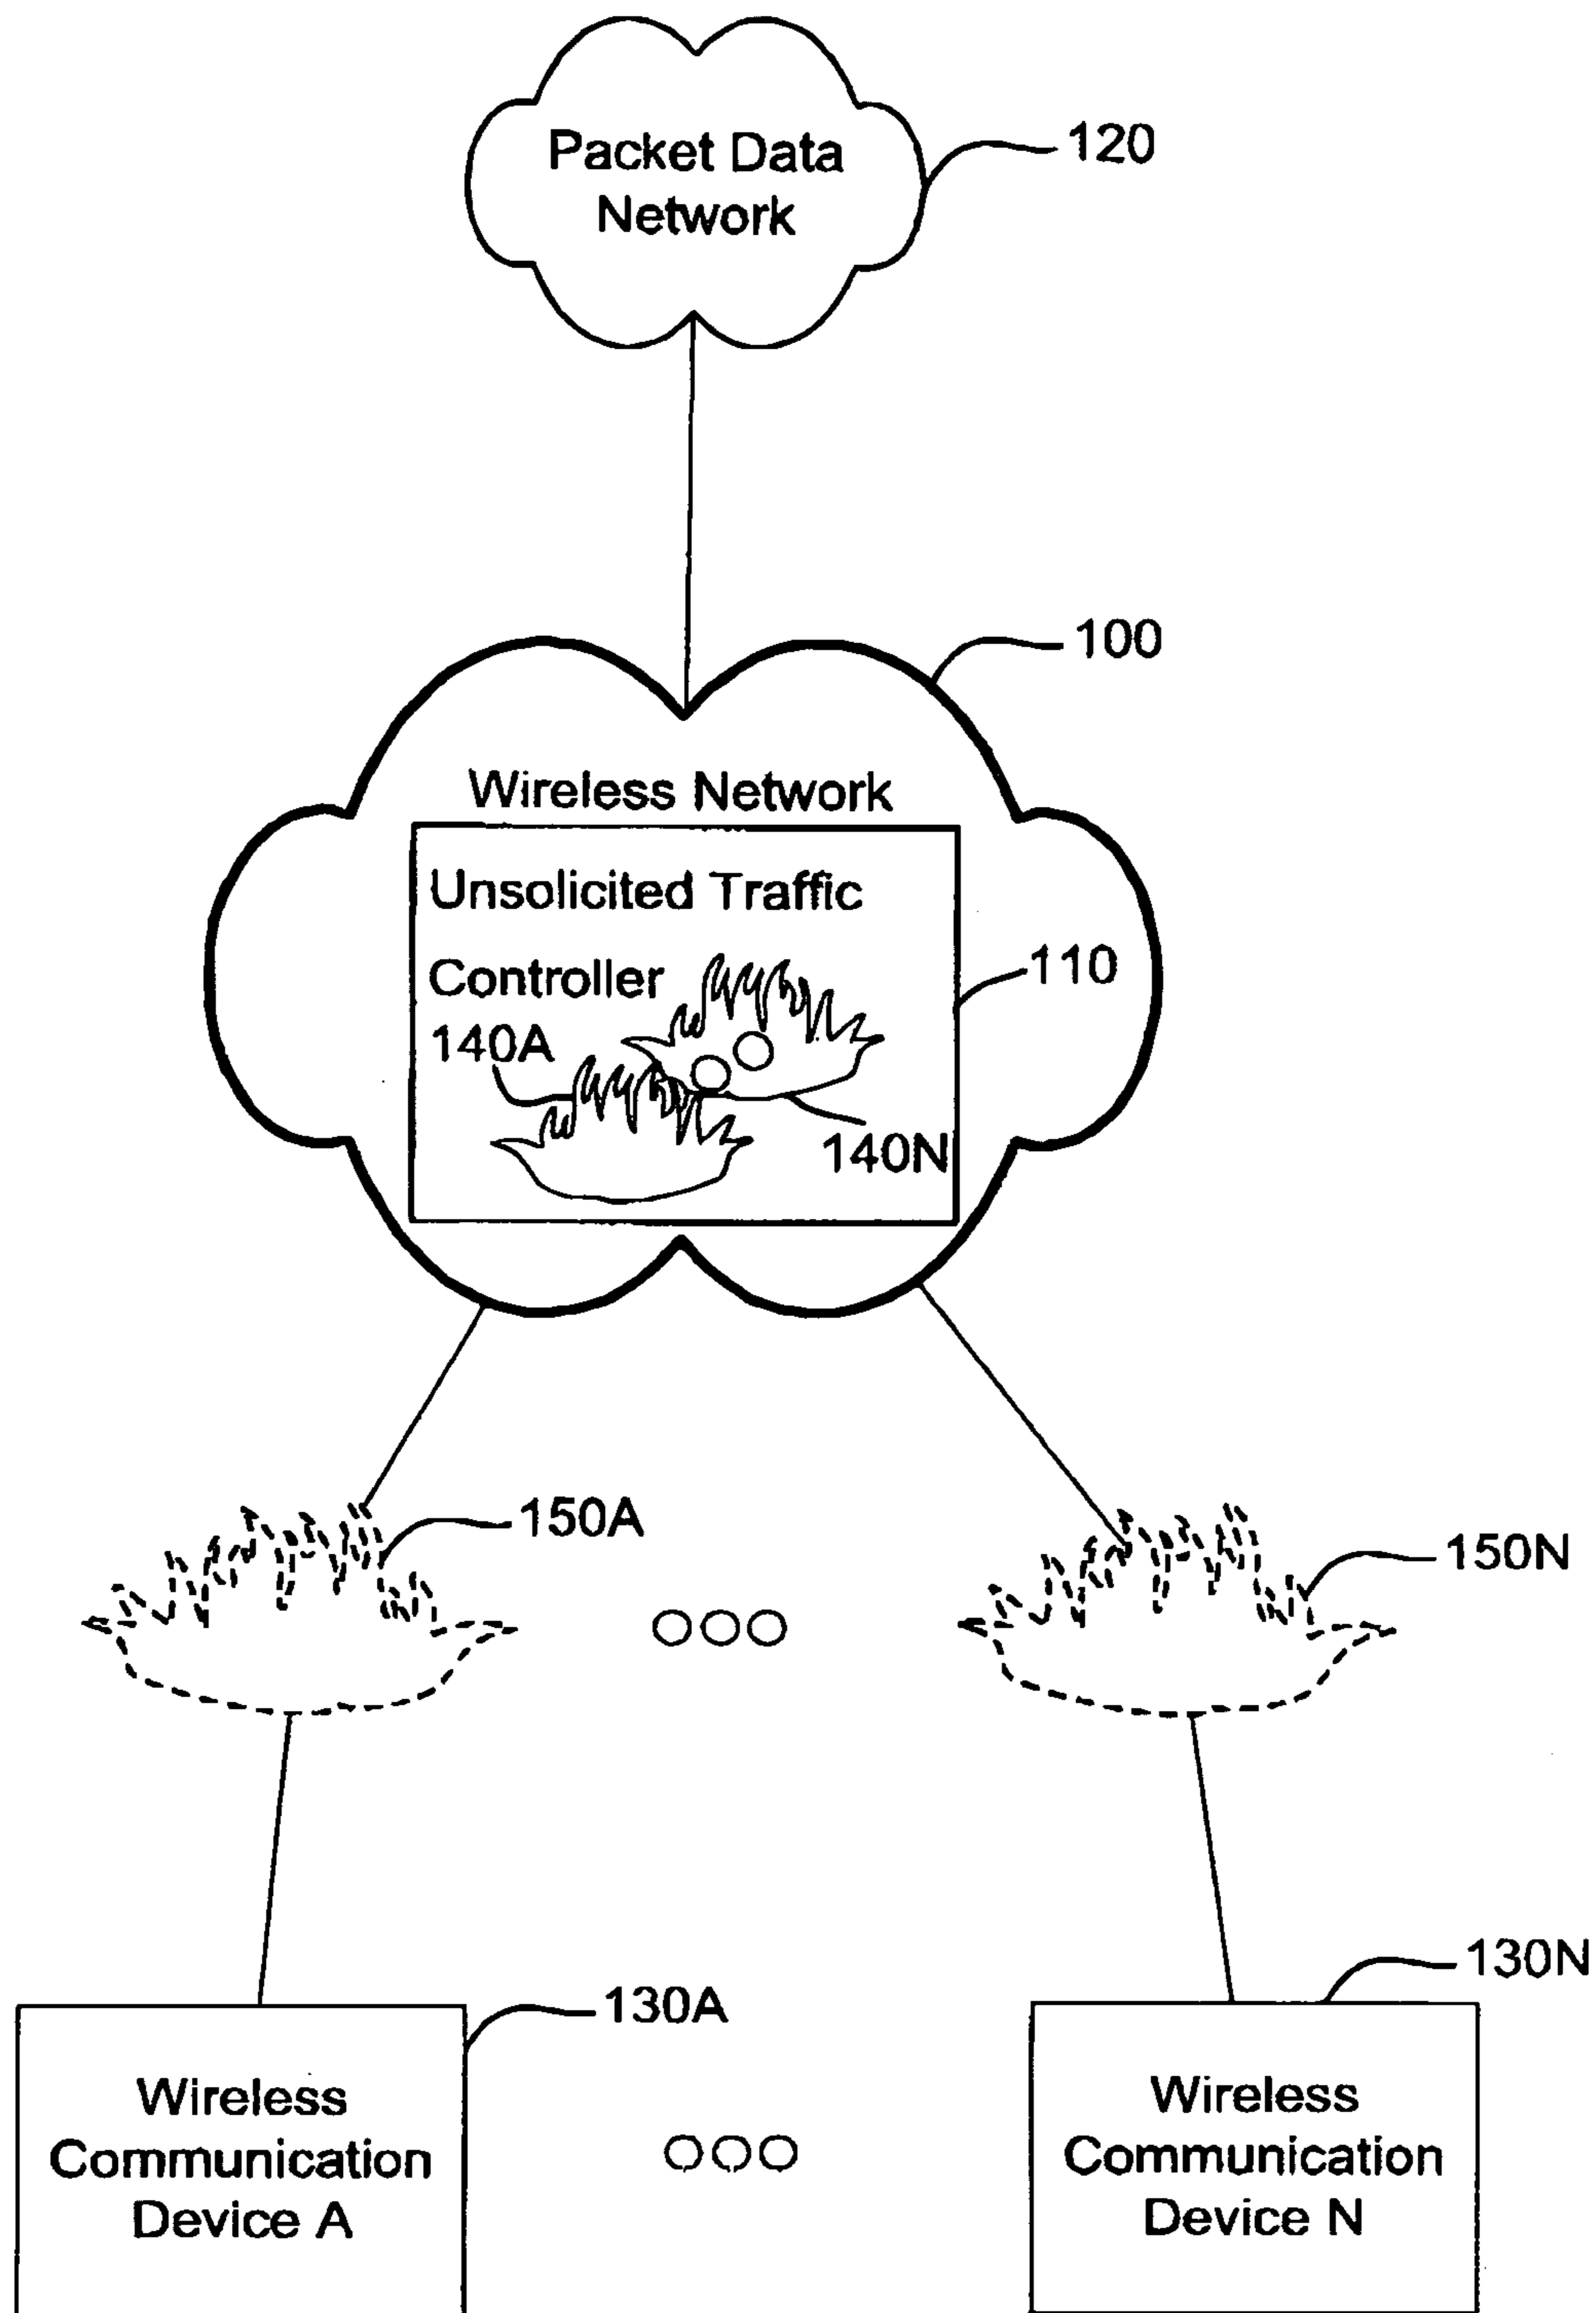 Packet Data
Network
120
100
Wireless Network
Unsolicited Traffic
Controller
110
140A
140N
150A
150N
130A
130N
Wireless
Communication
Device A
Wireless
Communication
Device N